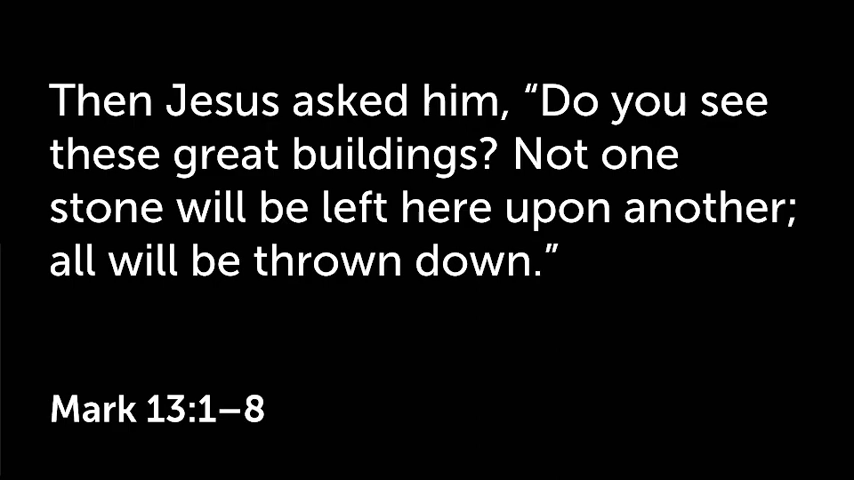 Then Jesus asked him, “Do you see
these great buildings? Not one
stone will be left here upon another;
all will be thrown down.”
Mark 13:1–8